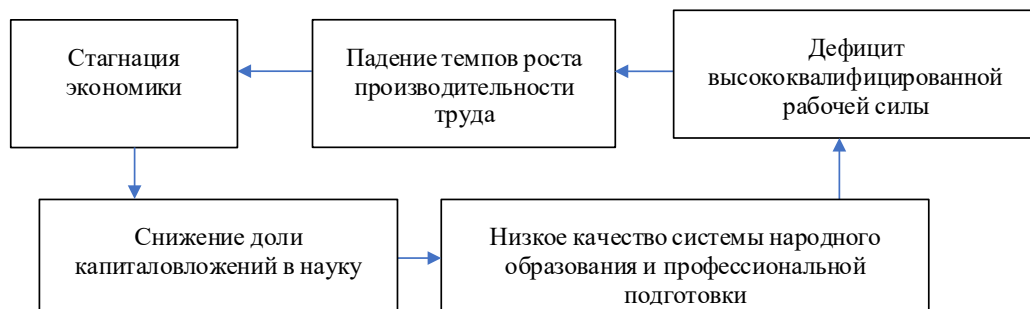 Стагнация
экономики
Падение темпов роста
производительности
труда
Дефицит
высококвалифицированной
рабочей силы
Снижение доли
капиталовложений в науку
Низкое качество системы народного
образования и профессиональной
подготовки